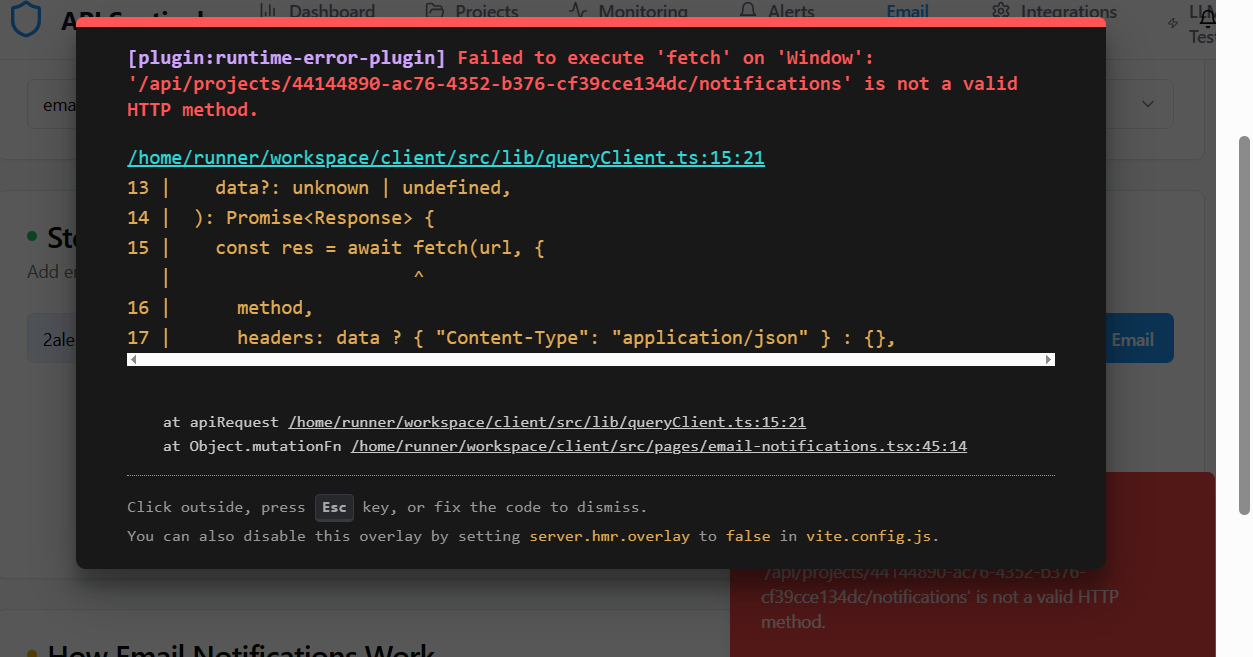 Dashboard Projects Monitoring Alerts Email Integrations
[plugin:runtime-error-plugin] Failed to execute 'fetch' on 'Window':
'/api/projects/44144890-ac76-4352-b376-cf39cce134dc/notifications' is not a valid
HTTP method.
/home/runner/workspace/client/src/lib/queryClient.ts:15:21
13 | data?: unknown | undefined,
14 | ): Promise<Response> {
15 | const res = await fetch(url, {
| ^
16 | method,
17 | headers: data ? { "Content-Type": "application/json" } : {},
at apiRequest /home/runner/workspace/client/src/lib/queryClient.ts:15:21
at Object.mutationFn /home/runner/workspace/client/src/pages/email-notifications.tsx:45:14
Click outside, press Esc key, or fix the code to dismiss.
You can also disable this overlay by setting server.hmr.overlay to false in vite.config.js.
ema
Add
2ale
Email
'/api/projects/44144890-ac76-4352-b376-
cf39cce134dc/notifications' is not a valid HTTP
method.
How Email Notifications Work